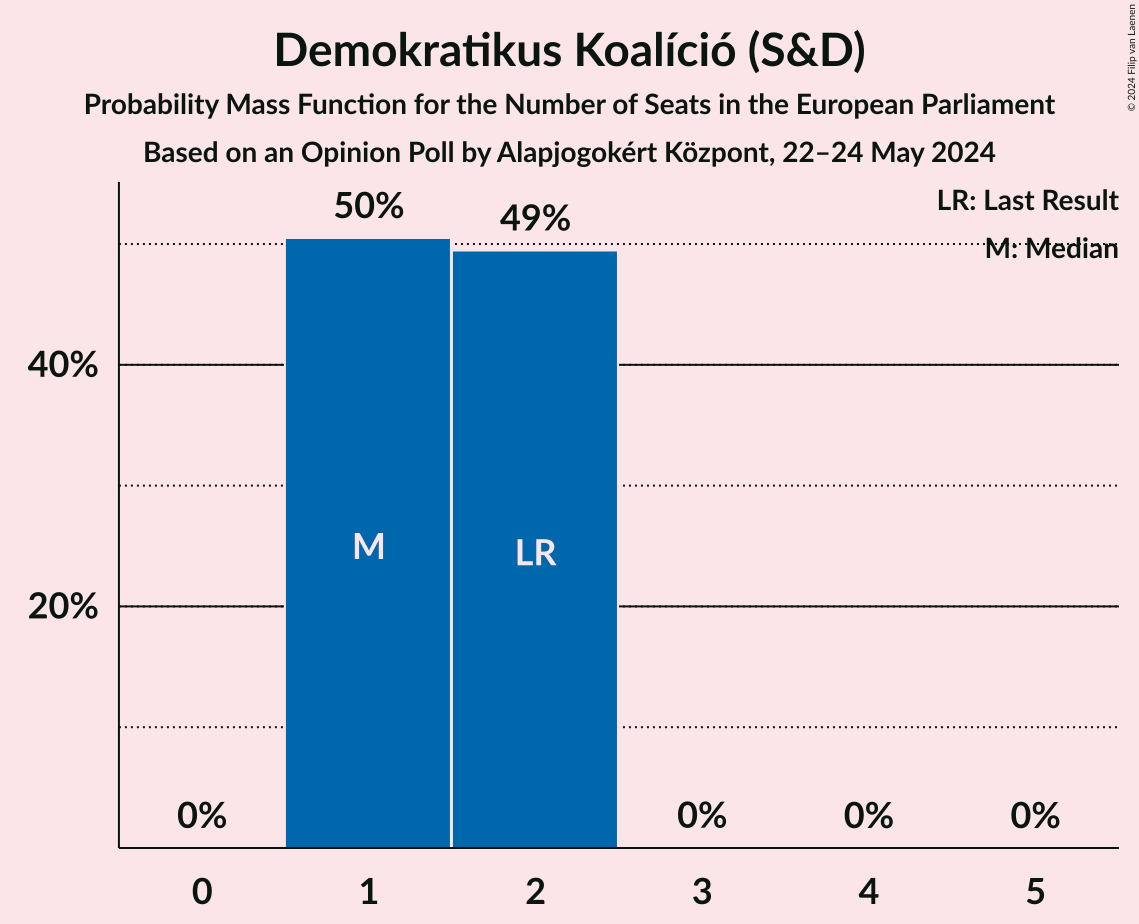 Demokratikus Koalíció (S&D)
Probability Mass Function for the Number of Seats in the European Parliament
Based on an Opinion Poll by Alapjogokért Központ, 22–24 May 2024
© 2024 Filip van Laenen
LR: Last Result
M: Median
50%
49%
40%
20%
M
LR
0%
0%
0%
0%
0
1
2
3
4
5